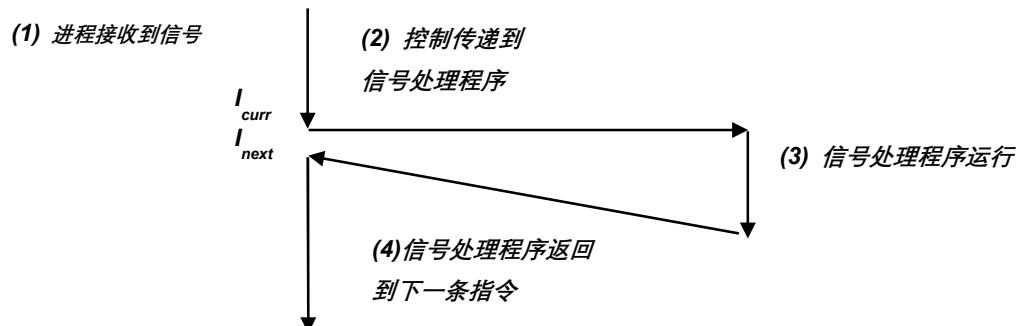 (1) 进程接收到信号
(2) 控制传递到
信号处理程序
I curr
I next
(3) 信号处理程序运行
(4)信号处理程序返回
到下一条指令